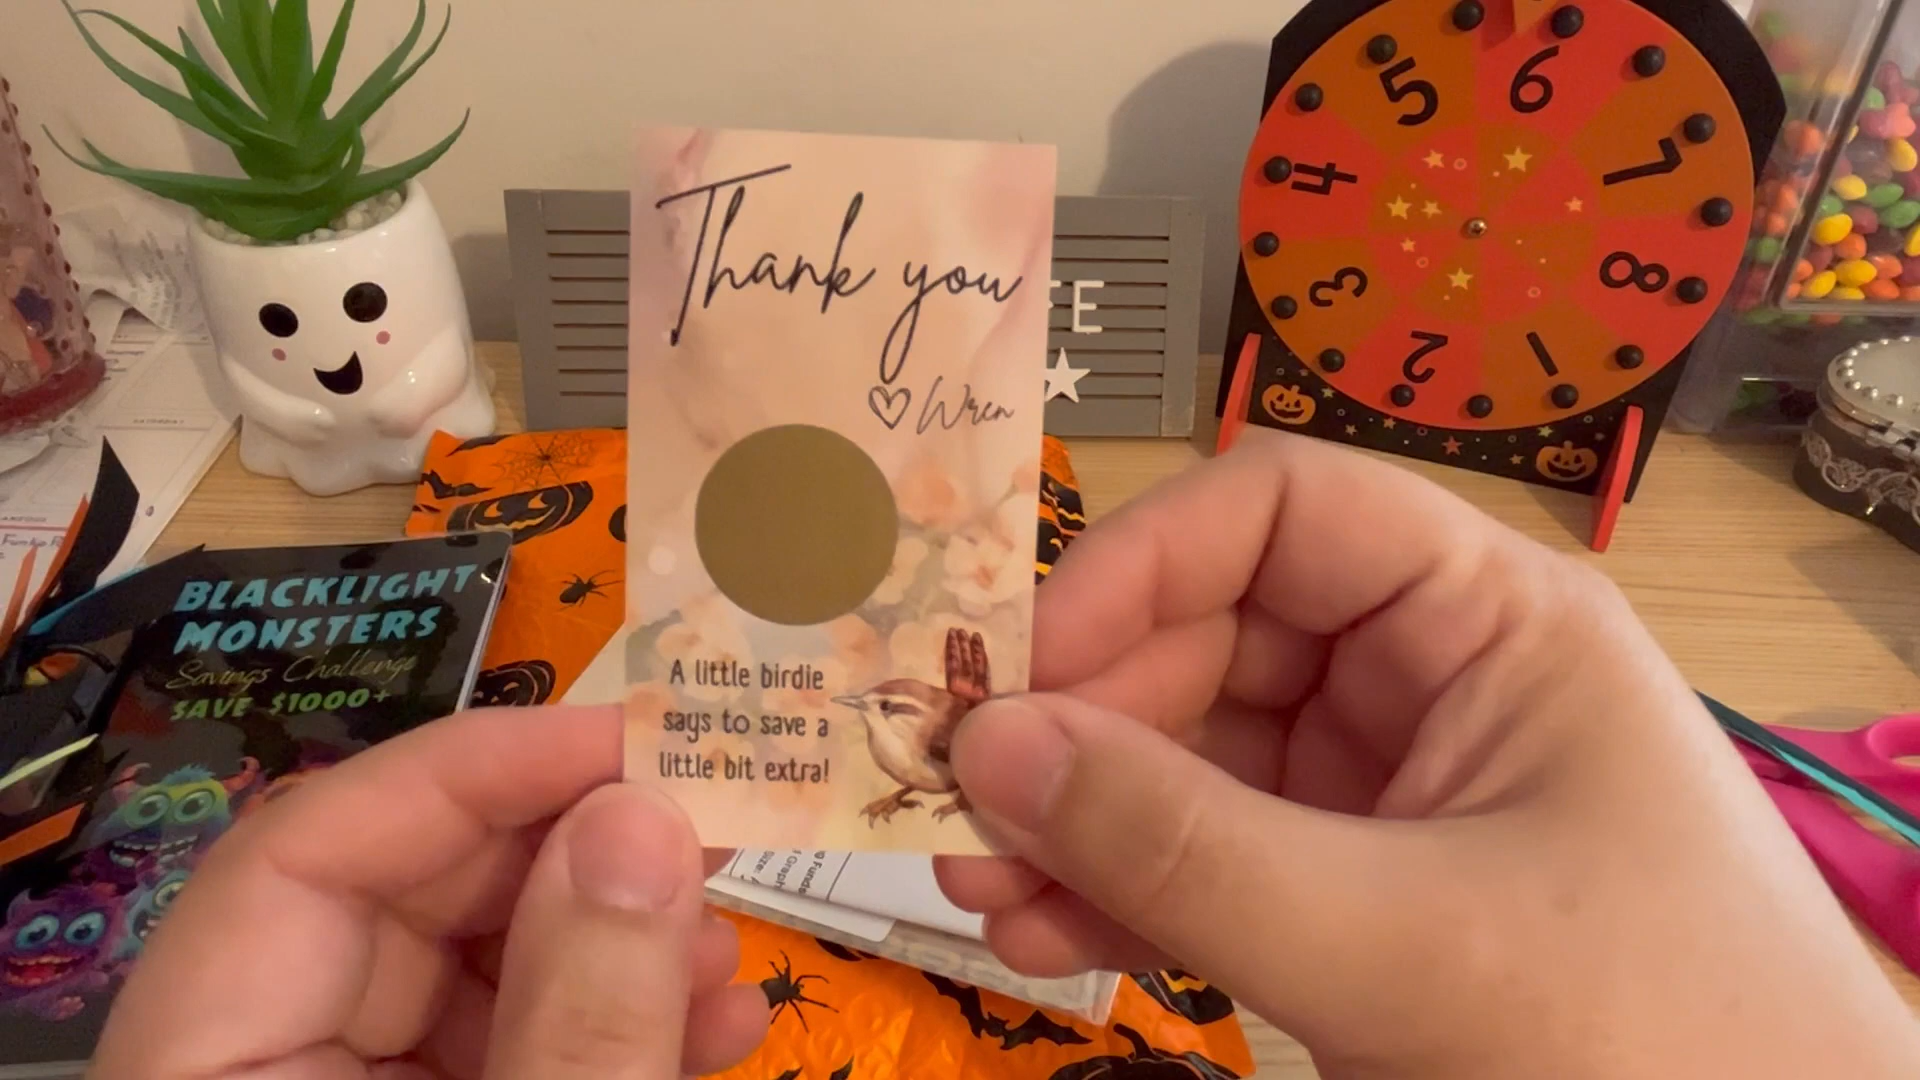 Thank you
Wren
A little birdie
says to save a
little bit extra!
BLACKLIGHT
MONSTERS
Savings Challenge
SAVE $1000+
5
6
7
4
8
3
2
1
FE